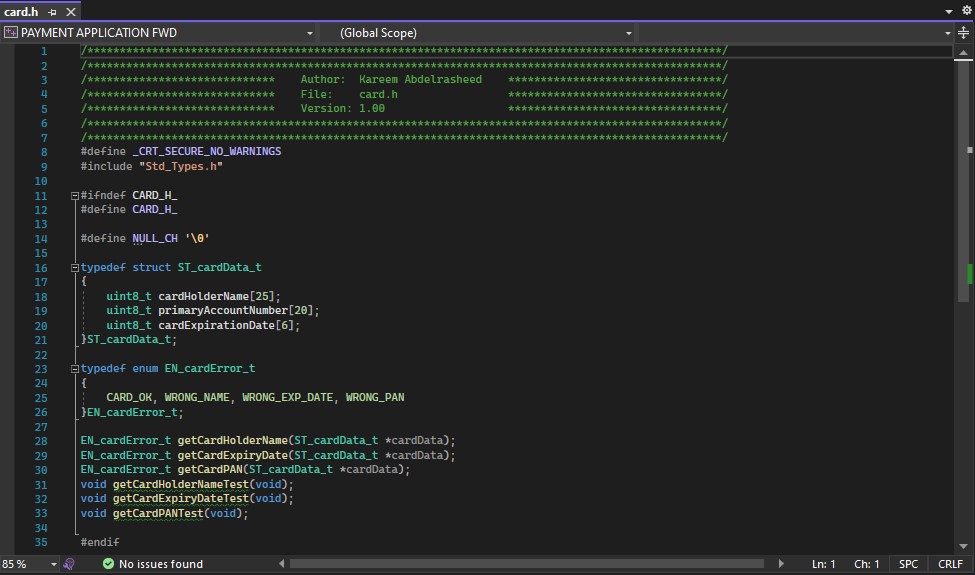 card.h
PAYMENT APPLICATION FWD (Global Scope)
1 /**************************************************************************************************/
2 /**************************************************************************************************/
3 /***************************** Author: Kareem Abdelrasheed *********************************/
4 /***************************** File: card.h *********************************/
5 /***************************** Version: 1.00 *********************************/
6 /**************************************************************************************************/
7 /**************************************************************************************************/
8 #define _CRT_SECURE_NO_WARNINGS
9 #include "Std_Types.h"
10
11 #ifndef CARD_H_
12 #define CARD_H_
13
14 #define NULL_CH '\0'
15
16 typedef struct ST_cardData_t
17 {
18 uint8_t cardHolderName[25];
19 uint8_t primaryAccountNumber[20];
20 uint8_t cardExpirationDate[6];
21 }ST_cardData_t;
22
23 typedef enum EN_cardError_t
24 {
25 CARD_OK, WRONG_NAME, WRONG_EXP_DATE, WRONG_PAN
26 }EN_cardError_t;
27
28 EN_cardError_t getCardHolderName(ST_cardData_t *cardData);
29 EN_cardError_t getCardExpiryDate(ST_cardData_t *cardData);
30 EN_cardError_t getCardPAN(ST_cardData_t *cardData);
31 void getCardHolderNameTest(void);
32 void getCardExpiryDateTest(void);
33 void getCardPANTest(void);
34
35 #endif
85 % No issues found Ln: 1 Ch: 1 SPC CRLF